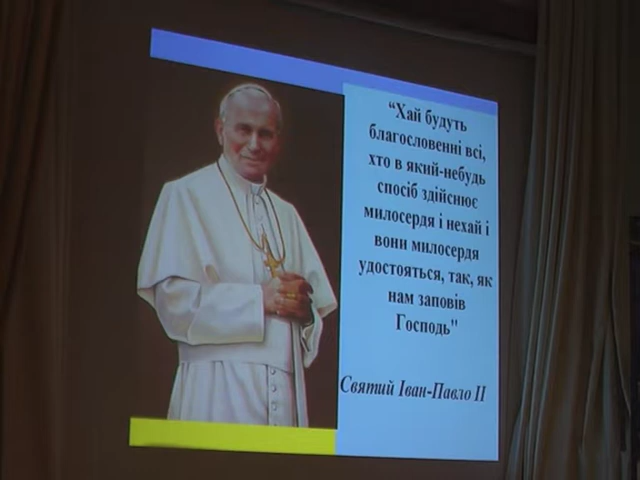 “Хай будуть
благословенні всі,
хто в який-небудь
спосіб здійснює
милосердя і нехай і
вони милосердя
удостояться, так, як
нам заповів
Господь"
Святий Іван-Павло ІІ